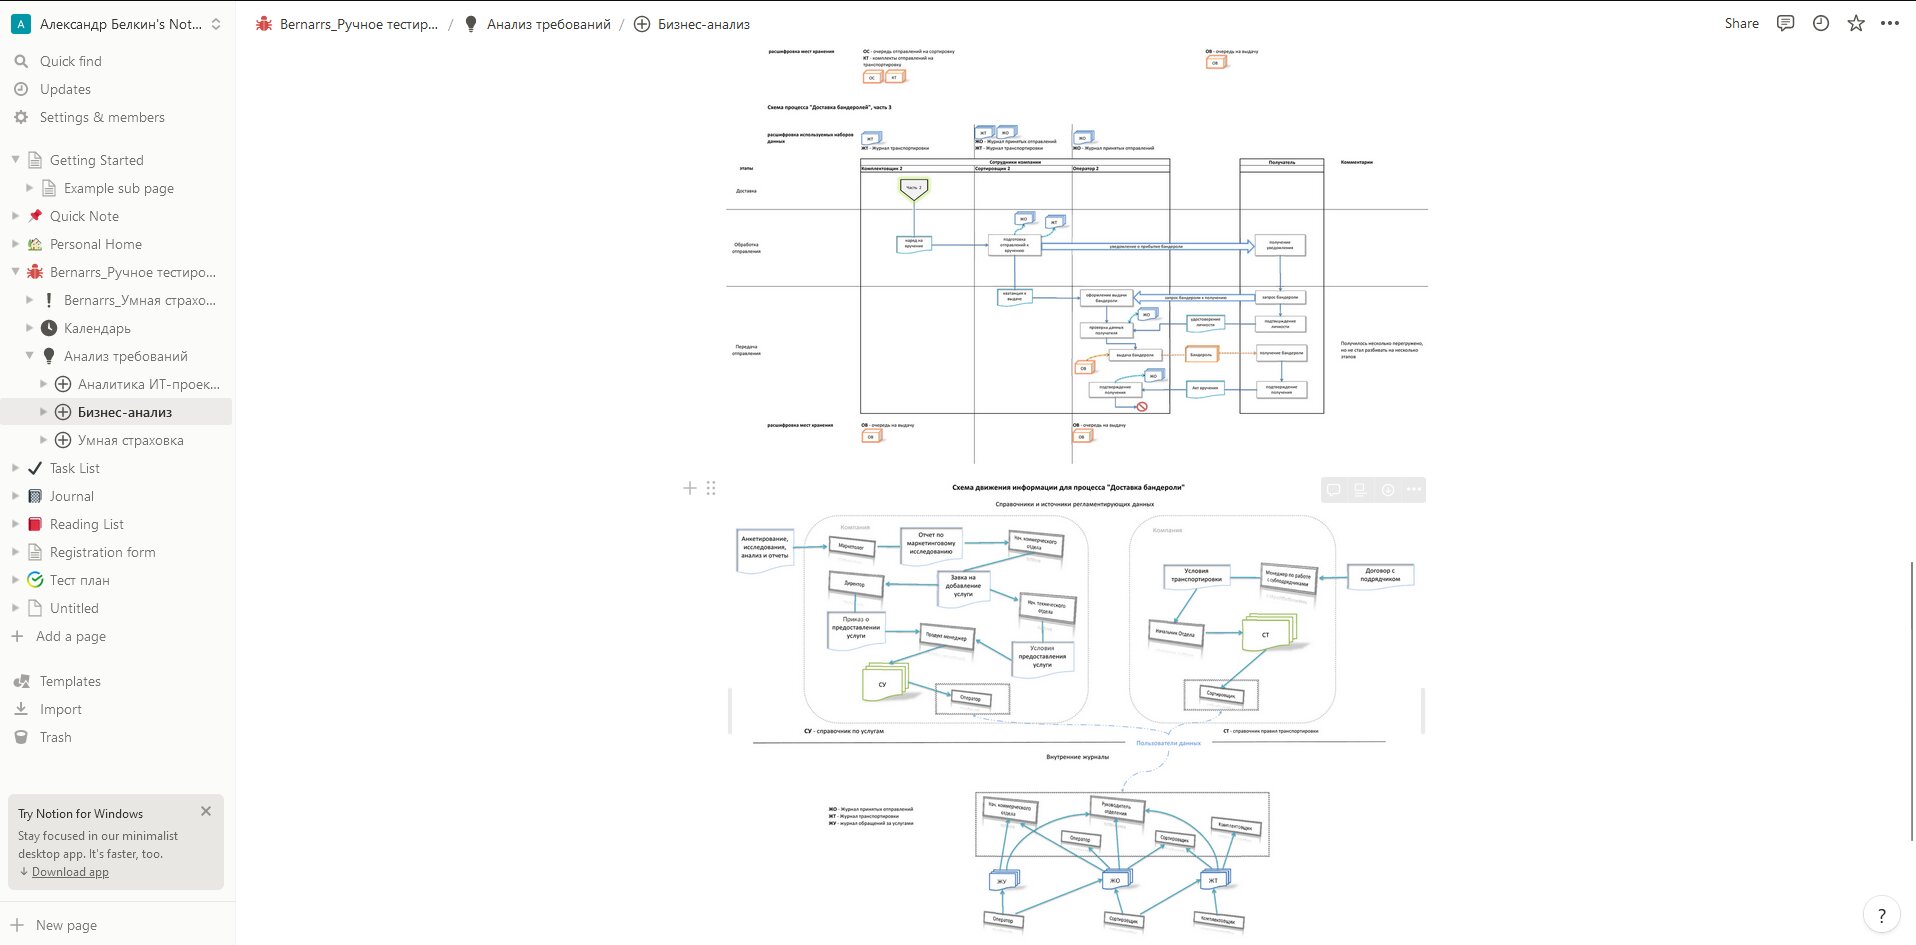 A Александр Белкин's Not...
Quick find
Updates
Settings & members
Getting Started
Example sub page
Quick Note
Personal Home
Bernarrs_Ручное тестиро...
Bernarrs_Умная страхо...
Календарь
Анализ требований
Аналитика ИТ-проек...
Бизнес-анализ
Умная страховка
Task List
Journal
Reading List
Registration form
Тест план
Untitled
Add a page
Templates
Import
Trash
Try Notion for Windows
Stay focused in our minimalist
desktop app. It's faster, too.
↓ Download app
New page
Bernarrs_Ручное тестир... / Анализ требований / Бизнес-анализ
Share
расшифровка мест хранения
ОС - очередь отправлений на сортировку
КТ - комплекты отправлений на
транспортировку
ОС КТ
ОВ - очередь на выдачу
ОВ
Схема процесса "Доставка бандеролей", часть 3
расшифровка используемых наборов
данных
ЖТ
ЖТ - Журнал транспортировки
ЖТ ЖО
ЖО - Журнал принятых отправлений
ЖТ - Журнал транспортировки
ЖО
ЖО - Журнал принятых отправлений
этапы
Сотрудники компании
Комплектовщик 2
Сортировщик 2
Оператор 2
Получатель
Комментарии
Доставка
Часть 2
Обработка
отправления
наряд на
вручение
ЖО
ЖТ
подготовка
отправлений к
вручению
уведомление о прибытие бандероли
получение
уведомления
Передача
отправления
квитанция к
выдаче
оформление выдачи
бандероли
запрос бандероли к получению
запрос бандероли
ЖО
проверка данных
получателя
удостоверение
личности
подтверждение
личности
ОВ
выдача бандероли
Бандероль
получение бандероли
ЖО
подтверждение
получения
Акт вручения
подтверждение
получения
Получилось несколько перегружено,
но не стал разбивать на несколько
этапов
расшифровка мест хранения
ОВ - очередь на выдачу
ОВ
ОВ - очередь на выдачу
ОВ
Схема движения информации для процесса "Доставка бандероли"
Справочники и источники регламентирующих данных
Компания
Анкетирование,
исследования,
анализ и отчеты
Маркетолог
Отчет по
маркетинговому
исследованию
Нач. коммерческого
отдела
Директор
Завка на
добавление
услуги
Нач. технического
отдела
Приказ о
предоставлении
услуги
Продукт менеджер
Условия
предоставления
услуги
СУ
Оператор
СУ - справочник по услугам
Компания
Условия
транспортировки
Менеджер по работе
с субподрядчиками
Договор с
подрядчиком
Начальник Отдела
СТ
Сортировщик
СТ - справочник правил транспортировки
Пользователи данных
Внутренние журналы
ЖО - Журнал принятых отправлений
ЖТ - Журнал транспортировки
ЖУ - журнал обращений за услугами
Нач. коммерческого
отдела
Руководитель
отделения
Оператор
Сортировщик
Комплектовщик
ЖУ
ЖО
ЖТ
Оператор
Сортировщик
Комплектовщик
?